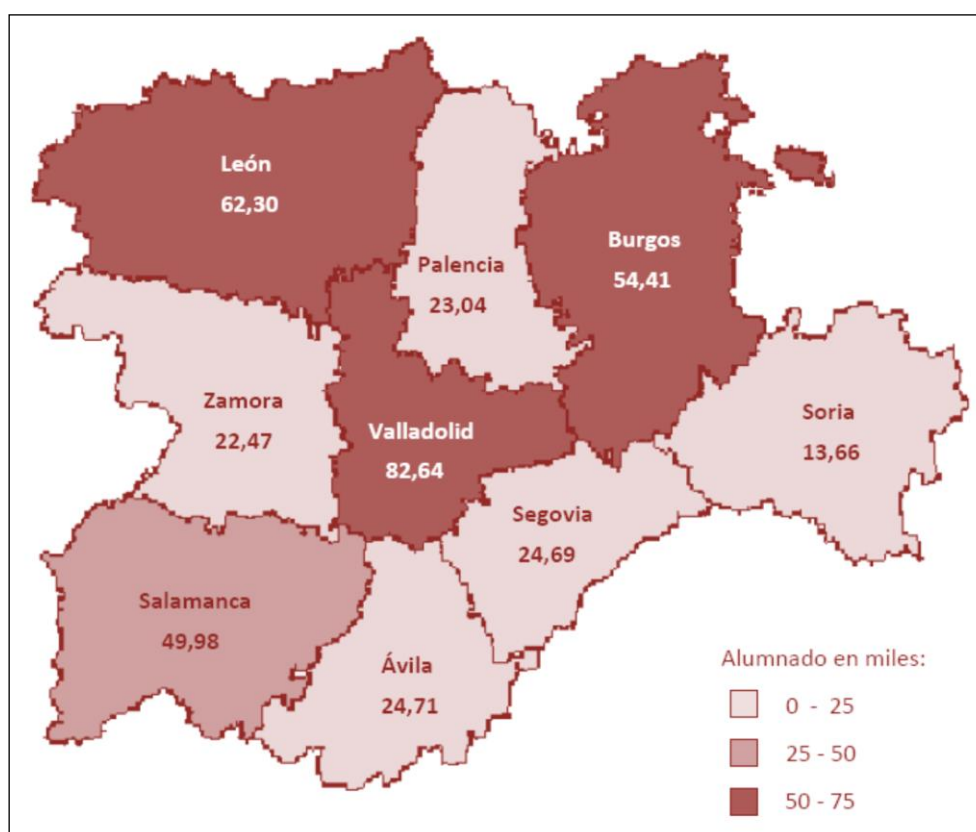 León
62,30
Burgos
54,41
Palencia
23,04
Zamora
22,47
Valladolid
82,64
Soria
13,66
Segovia
24,69
Salamanca
49,98
Ávila
24,71
Alumnado en miles:
0 - 25
25 - 50
50 - 75